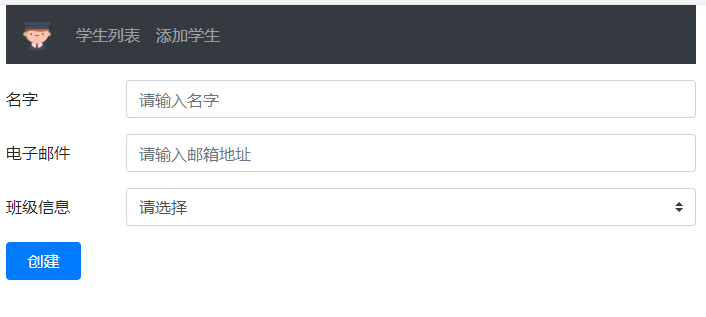 学生列表 添加学生
名字 请输入名字
电子邮件 请输入邮箱地址
班级信息 请选择
创建